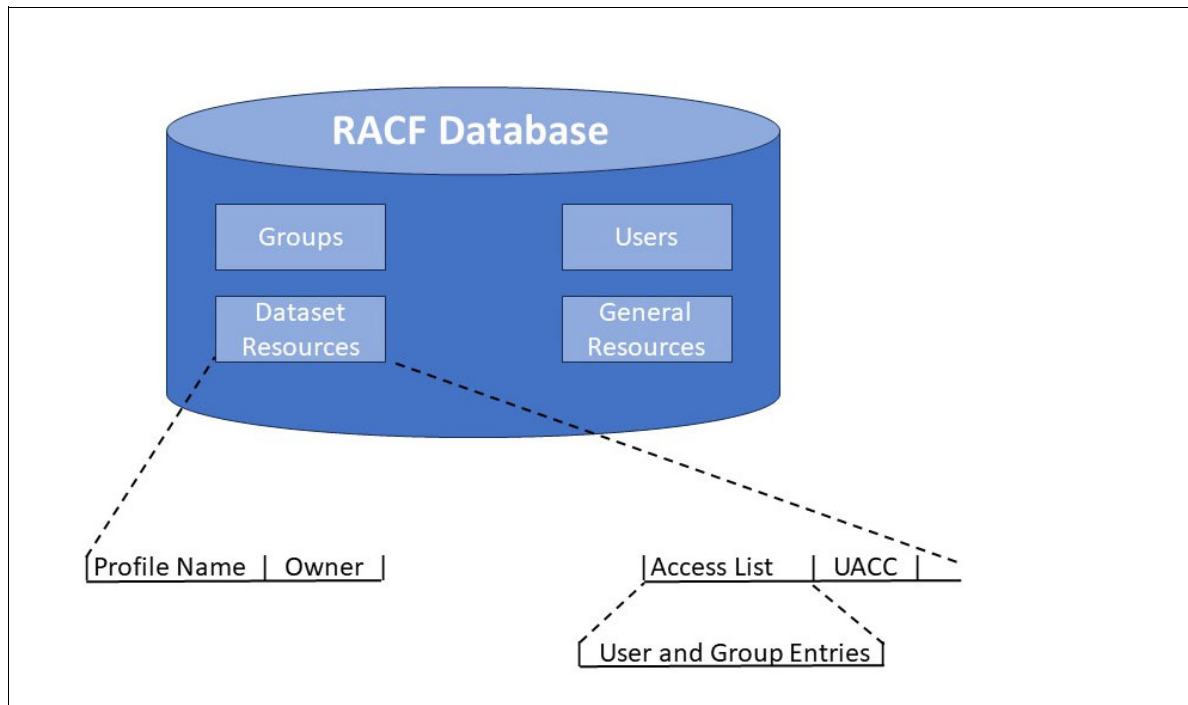 RACF Database
Groups
Users
Dataset
Resources
General
Resources
Profile Name | Owner
Access List | UACC
User and Group Entries